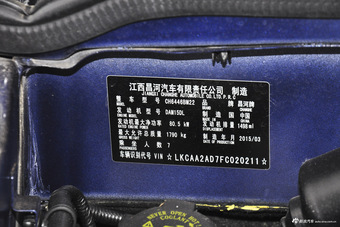 江西昌河汽车有限责任公司 制造
JIANGXI CHANGHE AUTOMOBILE CO.,LTD. P.R.C
整车型号 CH6446BM22 品牌 昌河牌
发动机型号 DAM15DL 制造国 中国
发动机最大净功率 80.5 kW 发动机排量 1498 ml
最大允许总质量 1790 kg 制造年月 2015/03
乘坐人数 7
车辆识别代号 VIN ☆LKCAA2AD7FC020211☆